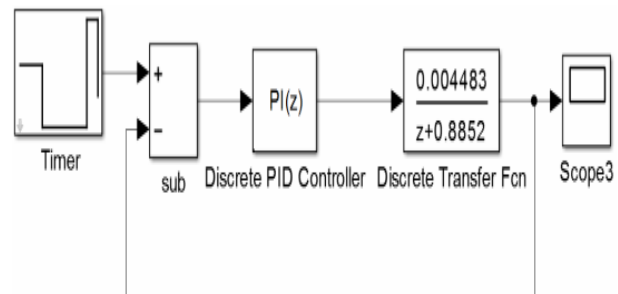 +
−
PI(z)
0.004483
z+0.8852
Timer
sub
Discrete PID Controller
Discrete Transfer Fcn
Scope3